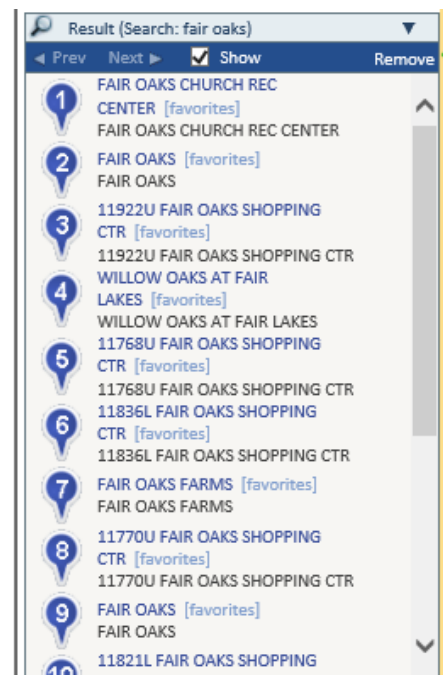 Result (Search: fair oaks)
Prev Next Show Remove
1 FAIR OAKS CHURCH REC
CENTER [favorites]
FAIR OAKS CHURCH REC CENTER
2 FAIR OAKS [favorites]
FAIR OAKS
3 11922U FAIR OAKS SHOPPING
CTR [favorites]
11922U FAIR OAKS SHOPPING CTR
4 WILLOW OAKS AT FAIR
LAKES [favorites]
WILLOW OAKS AT FAIR LAKES
5 11768U FAIR OAKS SHOPPING
CTR [favorites]
11768U FAIR OAKS SHOPPING CTR
6 11836L FAIR OAKS SHOPPING
CTR [favorites]
11836L FAIR OAKS SHOPPING CTR
7 FAIR OAKS FARMS [favorites]
FAIR OAKS FARMS
8 11770U FAIR OAKS SHOPPING
CTR [favorites]
11770U FAIR OAKS SHOPPING CTR
9 FAIR OAKS [favorites]
FAIR OAKS
10 11821L FAIR OAKS SHOPPING